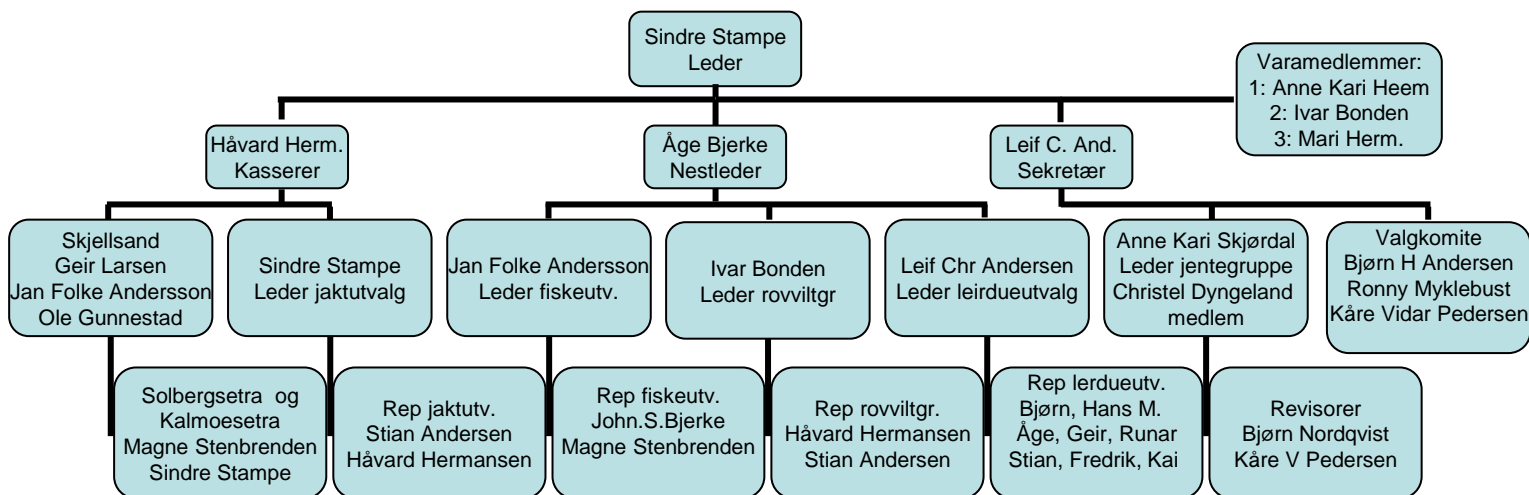 Sindre Stampe
Leder
Varamedlemmer:
1: Anne Kari Heem
2: Ivar Bonden
3: Mari Herm.
Håvard Herm.
Kasserer
Åge Bjerke
Nestleder
Leif C. And.
Sekretær
Skjellsand
Geir Larsen
Jan Folke Andersson
Ole Gunnestad
Sindre Stampe
Leder jaktutvalg
Jan Folke Andersson
Leder fiskeutv.
Ivar Bonden
Leder rovviltgr
Leif Chr Andersen
Leder leirdueutvalg
Anne Kari Skjørdal
Leder jentegruppe
Christel Dyngeland
medlem
Valgkomite
Bjørn H Andersen
Ronny Myklebust
Kåre Vidar Pedersen
Solbergsetra og
Kalmoesetra
Magne Stenbrenden
Sindre Stampe
Rep jaktutv.
Stian Andersen
Håvard Hermansen
Rep fiskeutv.
John.S.Bjerke
Magne Stenbrenden
Rep rovviltgr.
Håvard Hermansen
Stian Andersen
Rep lerdueutv.
Bjørn, Hans M.
Åge, Geir, Runar
Stian, Fredrik, Kai
Revisorer
Bjørn Nordqvist
Kåre V Pedersen